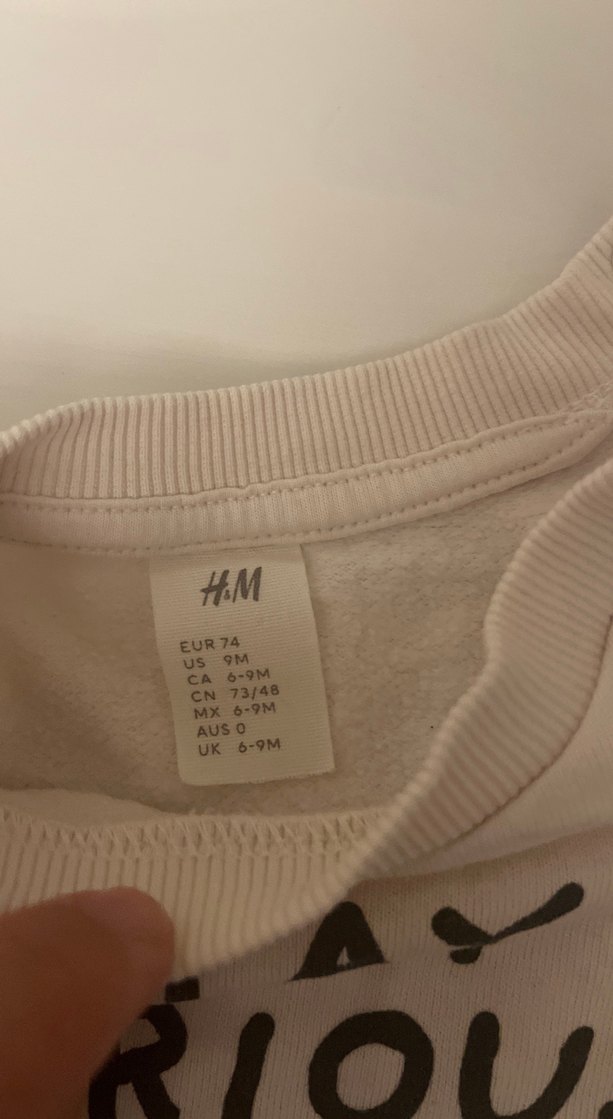 H&M
EUR 74
US 9M
CA 6-9M
CN 73/48
MX 6-9M
AUS 0
UK 6-9M